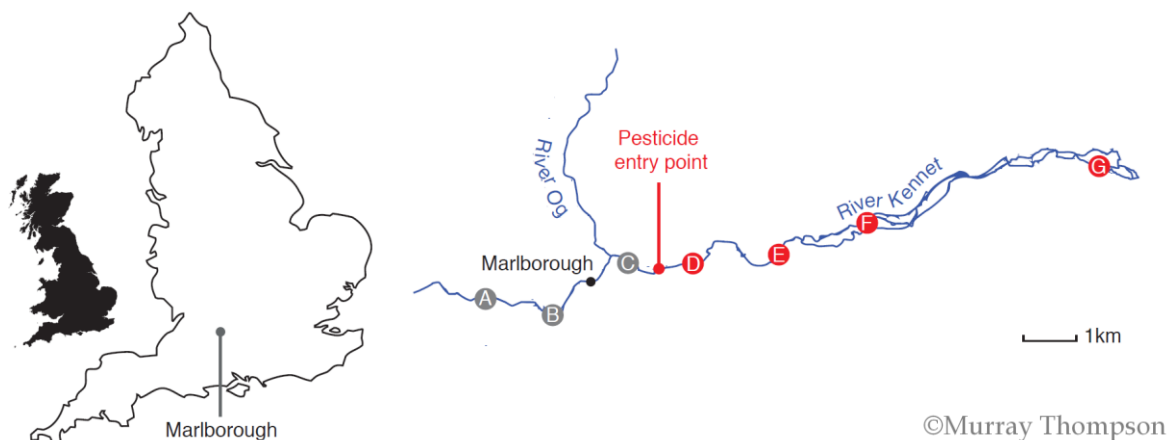 Marlborough
River Og
Pesticide
entry point
Marlborough
A
B
C
D
E
F
G
River Kennet
1km
©Murray Thompson